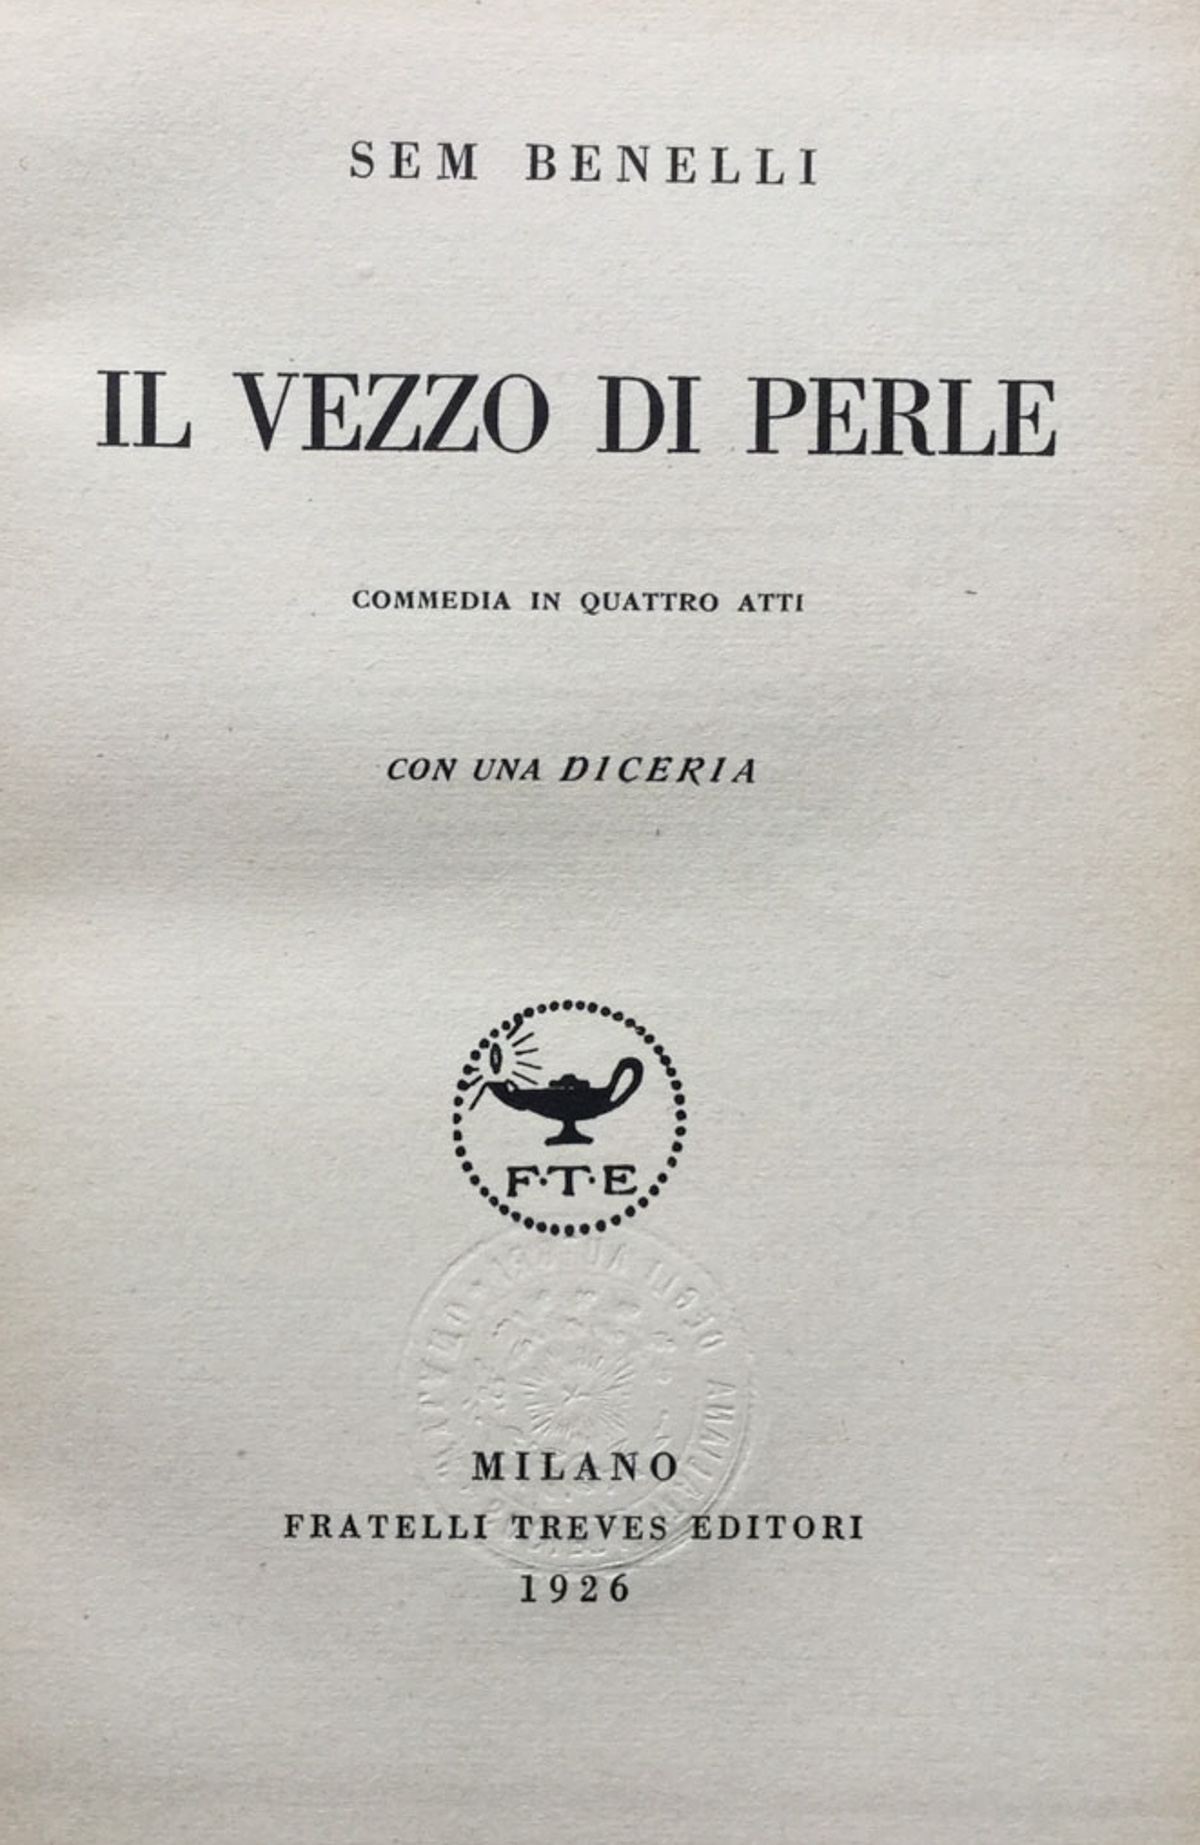 SEM BENELLI
IL VEZZO DI PERLE
COMMEDIA IN QUATTRO ATTI
CON UNA DICERIA
F·T·E
MILANO
FRATELLI TREVES EDITORI
1926